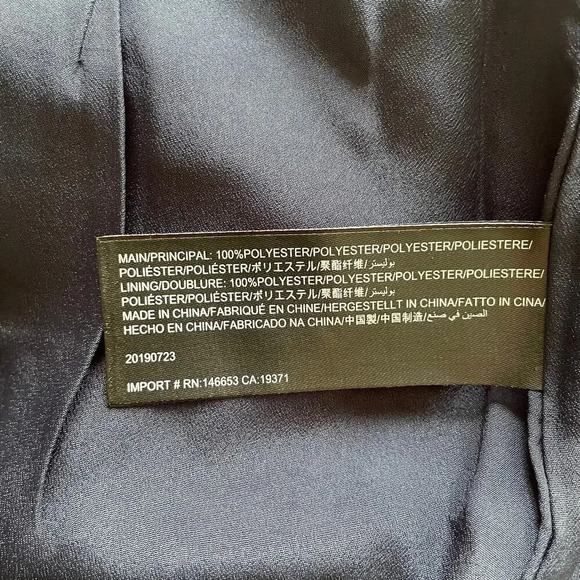 MAIN/PRINCIPAL: 100%POLYESTER/POLYESTER/POLYESTER/POLIESTERE/
POLIÉSTER/POLIÉSTER/ポリエステル/聚酯纤维/بوليستر/
LINING/DOUBLURE: 100%POLYESTER/POLYESTER/POLYESTER/POLIESTERE/
POLIÉSTER/POLIÉSTER/ポリエステル/聚酯纤维/بوليستر/
MADE IN CHINA/FABRIQUÉ EN CHINE/HERGESTELLT IN CHINA/FATTO IN CINA/
HECHO EN CHINA/FABRICADO NA CHINA/中国製/中国制造/الصين في صنع/
20190723
IMPORT # RN:146653 CA:19371